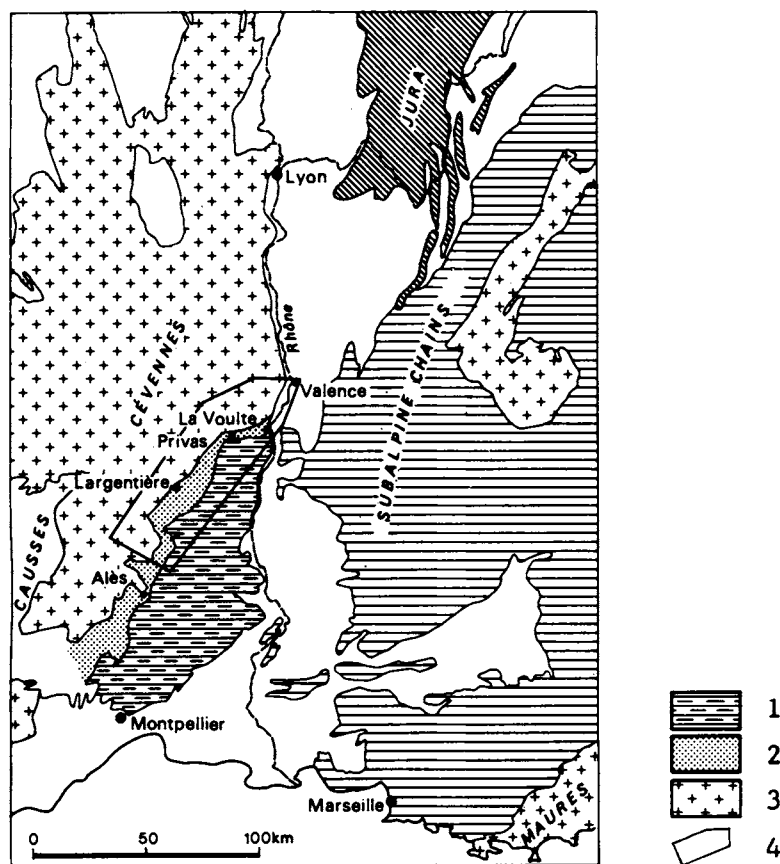 JURA
Lyon
Rhône
CÉVENNES
SUBALPINE CHAINS
Valence
La Voulte
Privas
Largentière
CAUSSES
Alès
Montpellier
Marseille
MAURES
0 50 100km
1
2
3
4